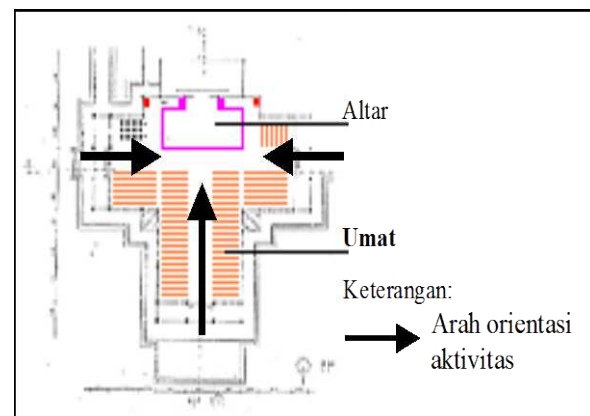 Altar
Umat
Keterangan:
Arah orientasi
aktivitas